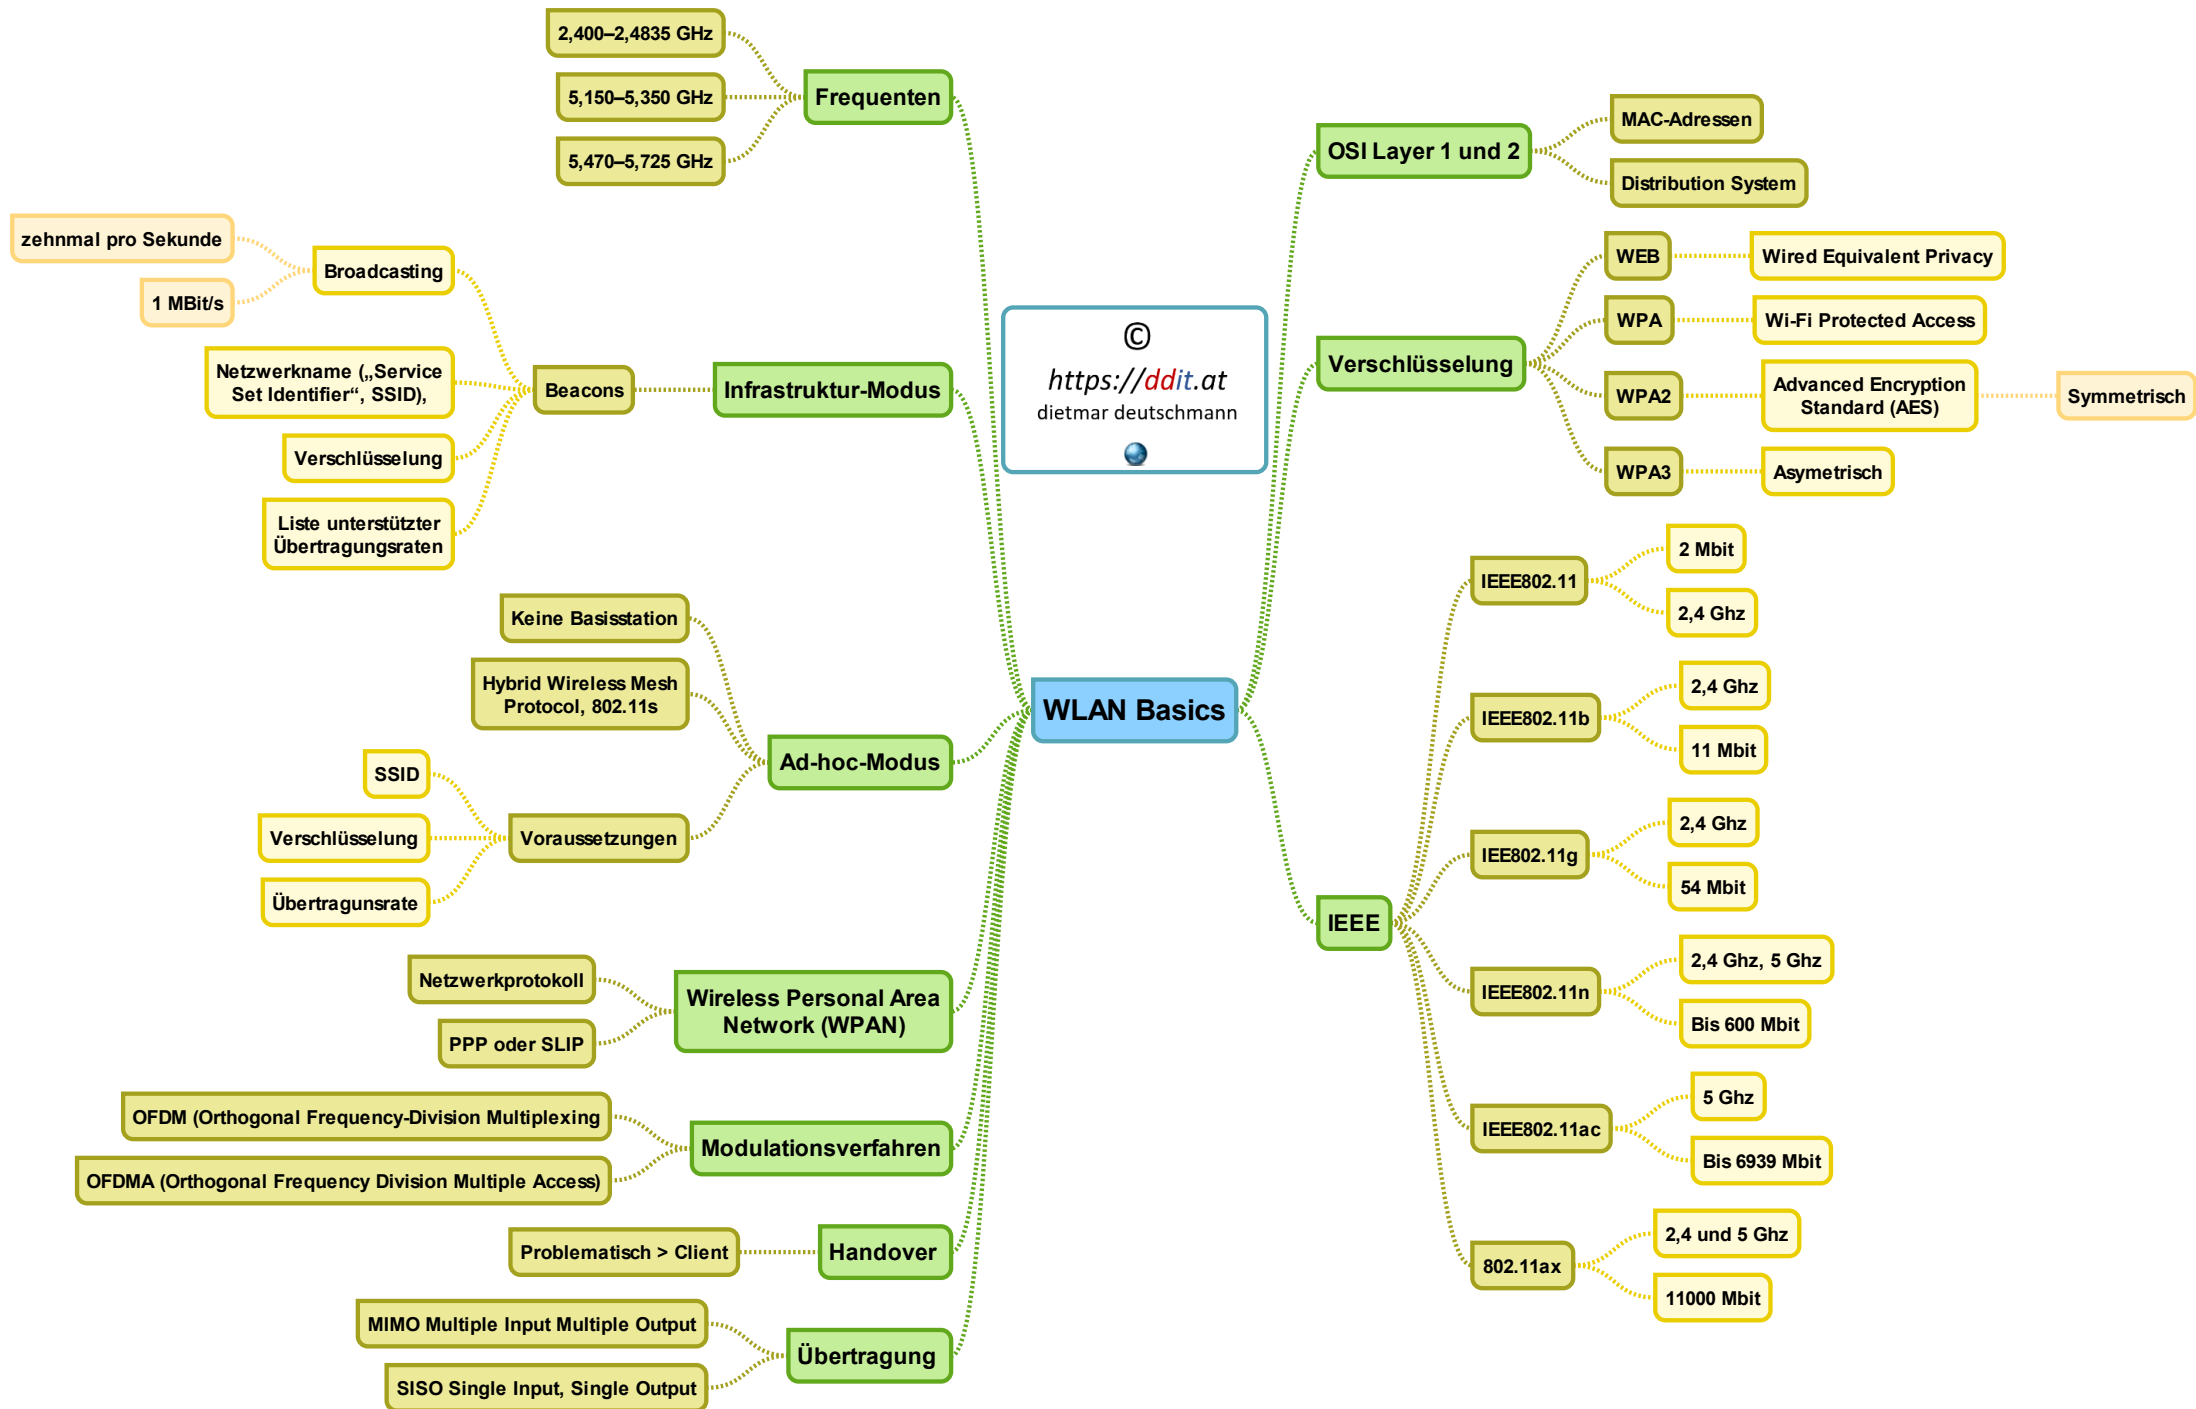 2,400–2,4835 GHz
5,150–5,350 GHz
5,470–5,725 GHz
Frequenten
zehnmal pro Sekunde
1 MBit/s
Broadcasting
Netzwerkname („Service
Set Identifier“, SSID),
Verschlüsselung
Liste unterstützter
Übertragungsraten
Beacons
Infrastruktur-Modus
Keine Basisstation
Hybrid Wireless Mesh
Protocol, 802.11s
SSID
Verschlüsselung
Übertragunsrate
Voraussetzungen
Ad-hoc-Modus
Netzwerkprotokoll
PPP oder SLIP
Wireless Personal Area
Network (WPAN)
OFDM (Orthogonal Frequency-Division Multiplexing
OFDMA (Orthogonal Frequency Division Multiple Access)
Modulationsverfahren
Problematisch > Client
Handover
MIMO Multiple Input Multiple Output
SISO Single Input, Single Output
Übertragung
©
https://ddit.at
dietmar deutschmann
WLAN Basics
OSI Layer 1 und 2
MAC-Adressen
Distribution System
Verschlüsselung
WEB
Wired Equivalent Privacy
WPA
Wi-Fi Protected Access
WPA2
Advanced Encryption
Standard (AES)
Symmetrisch
WPA3
Asymetrisch
IEEE
IEEE802.11
2 Mbit
2,4 Ghz
IEEE802.11b
2,4 Ghz
11 Mbit
IEE802.11g
2,4 Ghz
54 Mbit
IEEE802.11n
2,4 Ghz, 5 Ghz
Bis 600 Mbit
IEEE802.11ac
5 Ghz
Bis 6939 Mbit
802.11ax
2,4 und 5 Ghz
11000 Mbit